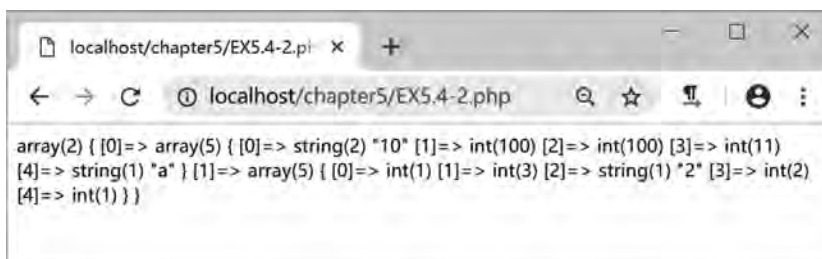 localhost/chapter5/EX5.4-2.p
localhost/chapter5/EX5.4-2.php
array(2) { [0]=> array(5) { [0]=> string(2) "10" [1]=> int(100) [2]=> int(100) [3]=> int(11)
[4]=> string(1) "a" } [1]=> array(5) { [0]=> int(1) [1]=> int(3) [2]=> string(1) "2" [3]=> int(2)
[4]=> int(1) } }